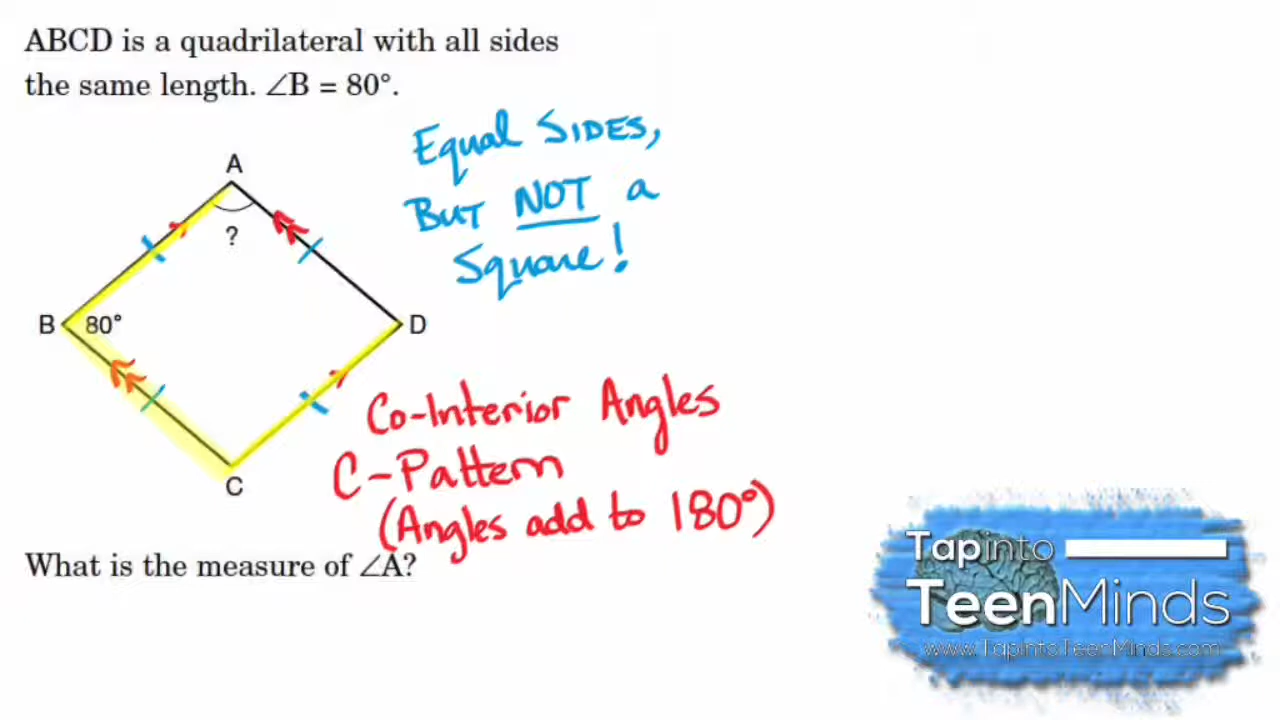 ABCD is a quadrilateral with all sides
the same length. ∠B = 80°.
Equal SIDES,
BUT NOT a
Square!
A
?
B
80°
D
C
Co-Interior Angles
C-Pattern
(Angles add to 180°)
What is the measure of ∠A?
Tap into
TeenMinds
www.TapIntoTeenMinds.com